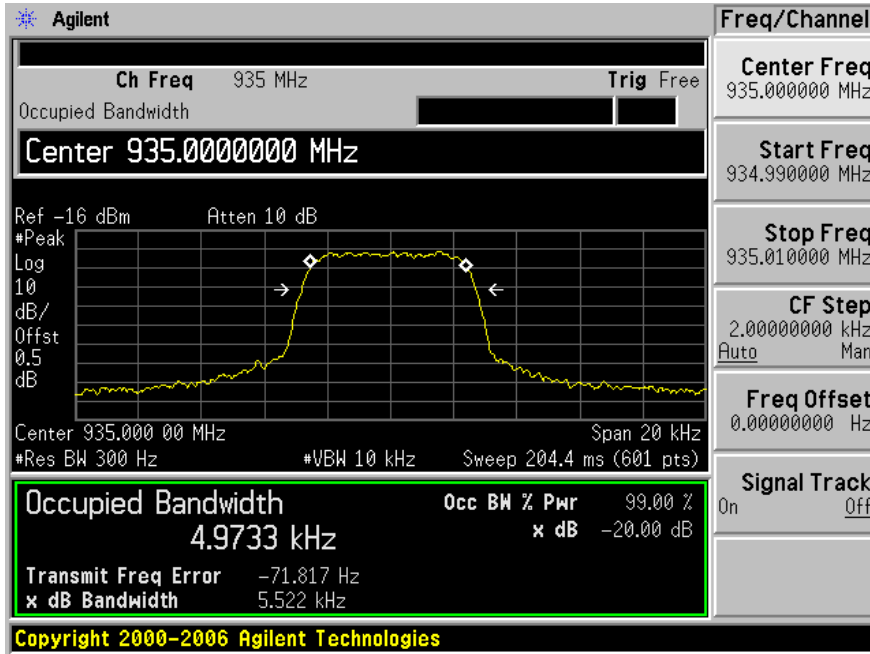 Agilent
Freq/Channel
Ch Freq 935 MHz Trig Free
Occupied Bandwidth
Center 935.0000000 MHz
Ref -16 dBm Atten 10 dB
#Peak
Log
10
dB/
Offst
0.5
dB
Center 935.000 00 MHz Span 20 kHz
#Res BW 300 Hz #VBW 10 kHz Sweep 204.4 ms (601 pts)
Occupied Bandwidth
4.9733 kHz
Occ BW % Pwr 99.00 %
x dB -20.00 dB
Transmit Freq Error -71.817 Hz
x dB Bandwidth 5.522 kHz
Copyright 2000-2006 Agilent Technologies
Center Freq
935.000000 MHz
Start Freq
934.990000 MHz
Stop Freq
935.010000 MHz
CF Step
2.00000000 kHz
Auto Man
Freq Offset
0.00000000 Hz
Signal Track
On Off